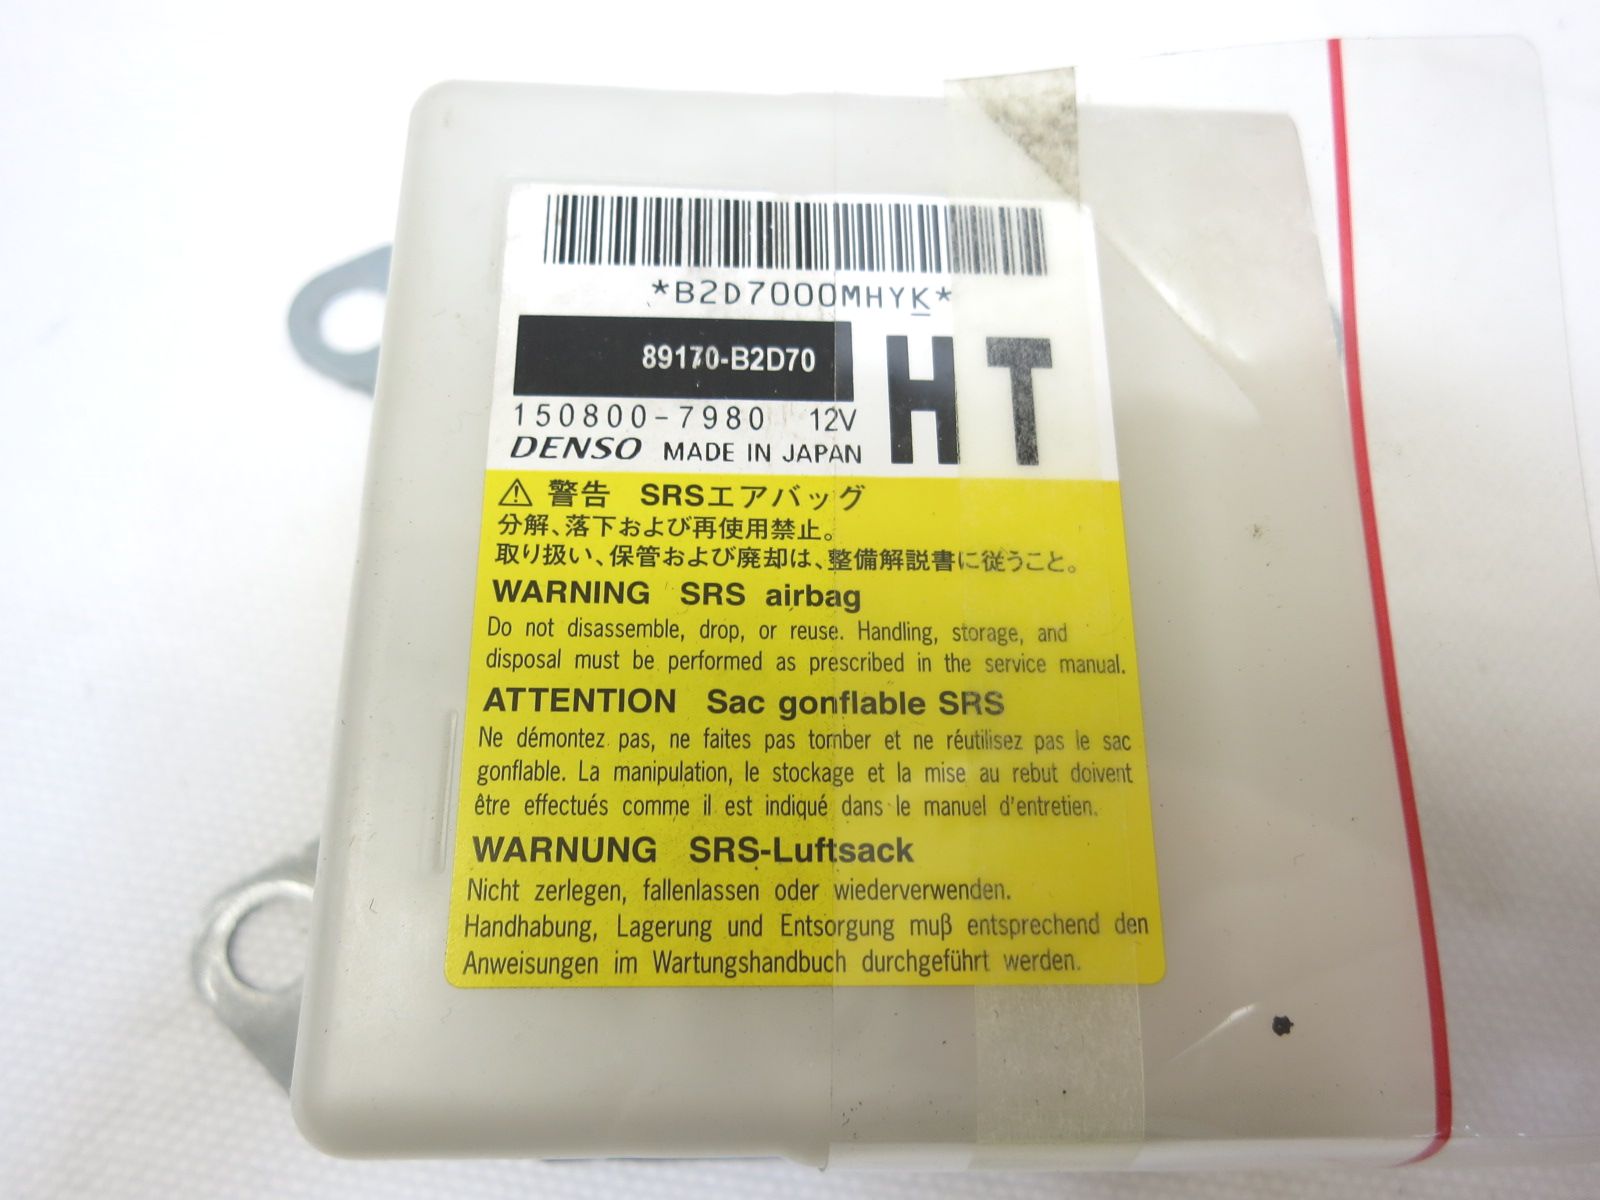 *B2D7000MHYK*
89170-B2D70
150800-7980 12V
DENSO MADE IN JAPAN
HT
⚠ 警告 SRSエアバッグ
分解、落下および再使用禁止。
取り扱い、保管および廃却は、整備解説書に従うこと。
WARNING SRS airbag
Do not disassemble, drop, or reuse. Handling, storage, and
disposal must be performed as prescribed in the service manual.
ATTENTION Sac gonflable SRS
Ne démontez pas, ne faites pas tomber et ne réutilisez pas le sac
gonflable. La manipulation, le stockage et la mise au rebut doivent
être effectués comme il est indiqué dans le manuel d'entretien.
WARNUNG SRS-Luftsack
Nicht zerlegen, fallenlassen oder wiederverwenden.
Handhabung, Lagerung und Entsorgung muß entsprechend den
Anweisungen im Wartungshandbuch durchgeführt werden.